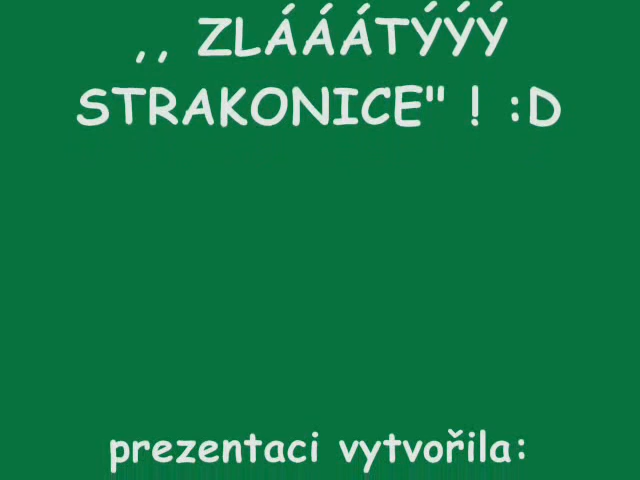 ,, ZLÁÁÁTÝÝÝ
STRAKONICE" ! :D
prezentaci vytvořila: